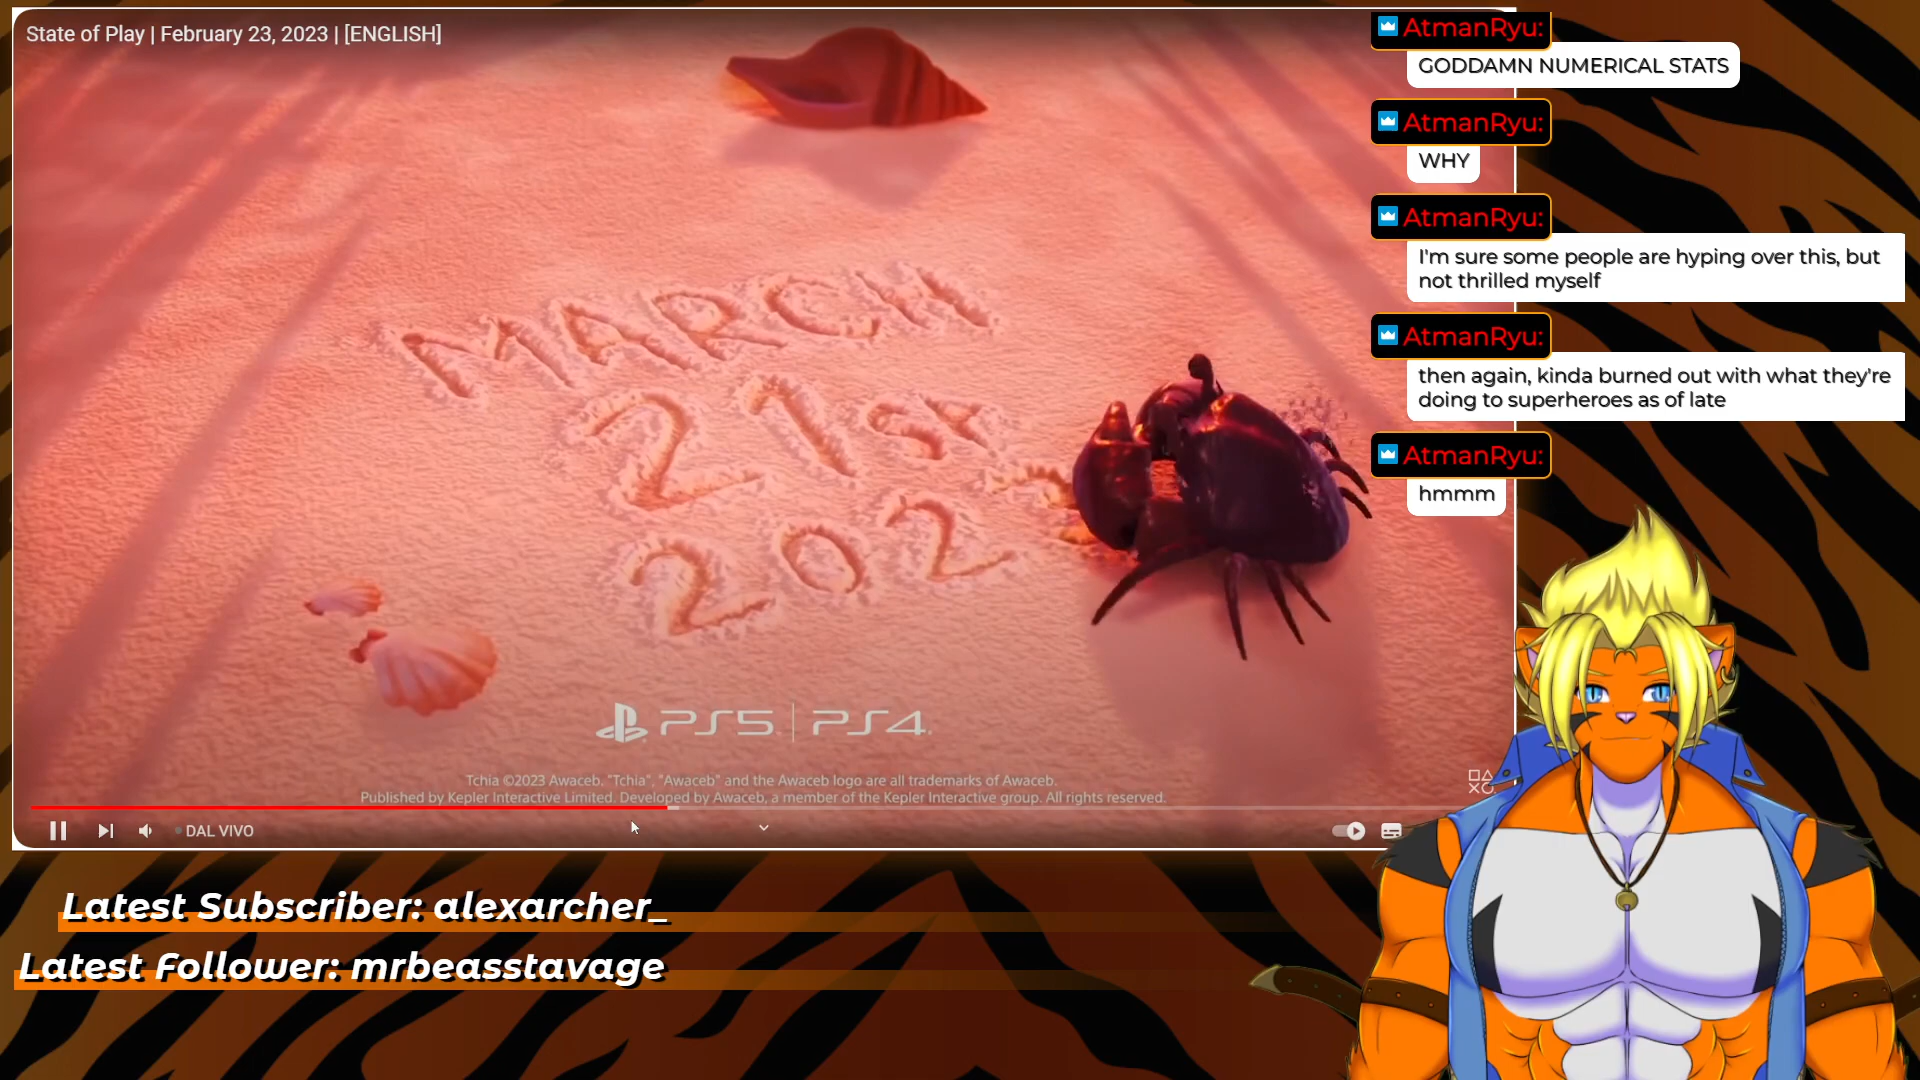 State of Play | February 23, 2023 | [ENGLISH]
MARCH
21st
202
PS5 | PS4
Tchia ©2023 Awaceb. "Tchia", "Awaceb" and the Awaceb logo are all trademarks of Awaceb.
Published by Kepler Interactive Limited. Developed by Awaceb, a member of the Kepler Interactive group. All rights reserved.
DAL VIVO
AtmanRyu:
GODDAMN NUMERICAL STATS
AtmanRyu:
WHY
AtmanRyu:
I'm sure some people are hyping over this, but
not thrilled myself
AtmanRyu:
then again, kinda burned out with what they're
doing to superheroes as of late
AtmanRyu:
hmmm
Latest Subscriber: alexarcher_
Latest Follower: mrbeasstavage